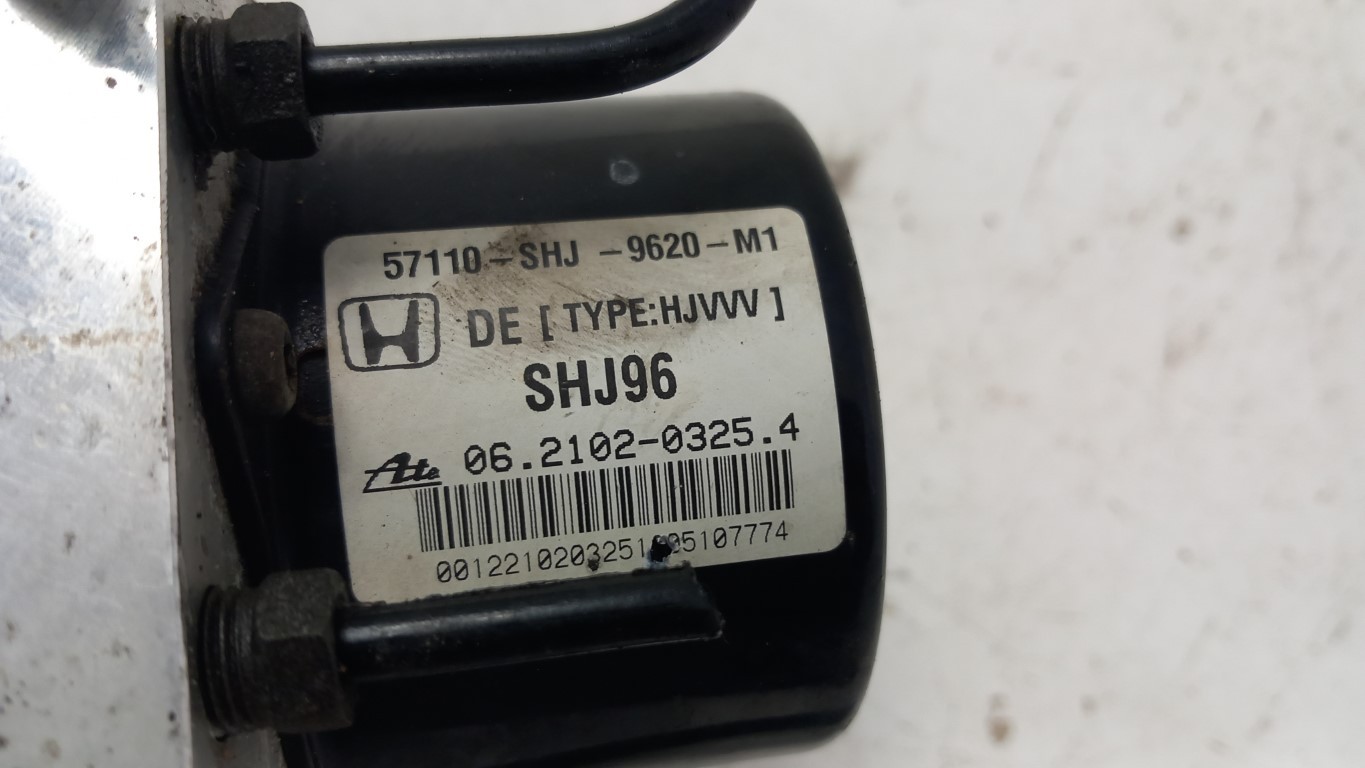 57110-SHJ -9620-M1
DE [ TYPE:HJVVV ]
SHJ96
Ate 06.2102-0325.4